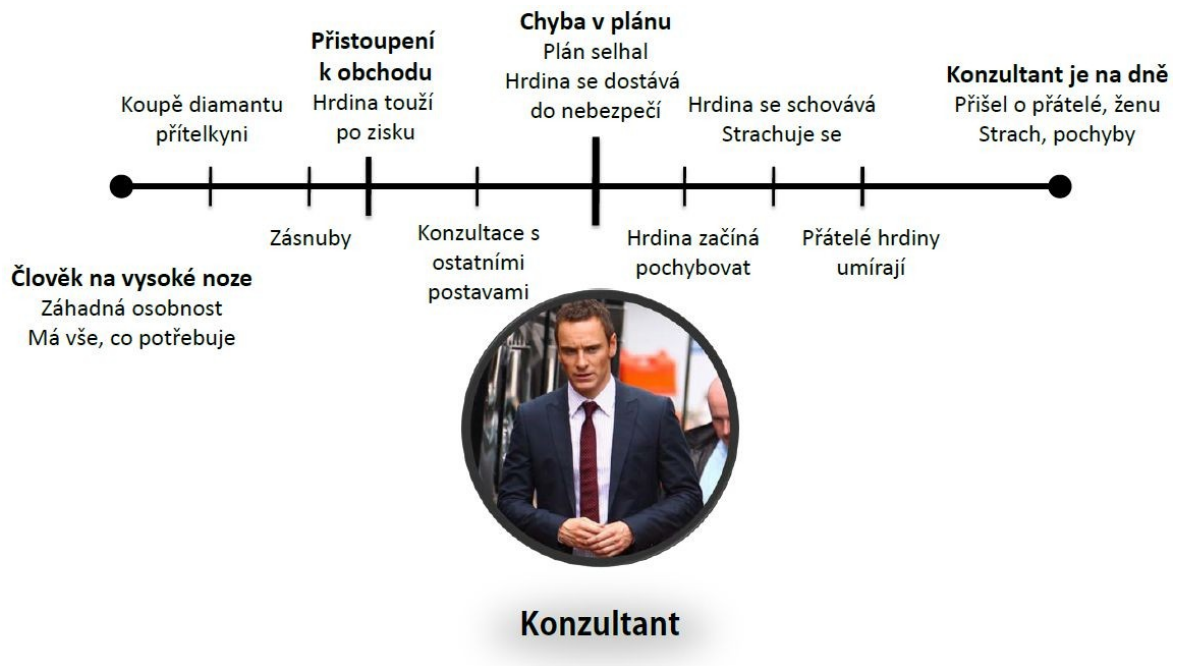 Chyba v plánu
Plán selhal
Hrdina se dostává
do nebezpečí
Přistoupení
k obchodu
Hrdina touží
po zisku
Koupě diamantu
přítelkyni
Hrdina se schovává
Strachuje se
Konzultant je na dně
Přišel o přátelé, ženu
Strach, pochyby
Člověk na vysoké noze
Záhadná osobnost
Má vše, co potřebuje
Zásnuby
Konzultace s
ostatními
postavami
Hrdina začíná
pochybovat
Přátelé hrdiny
umírají
Konzultant